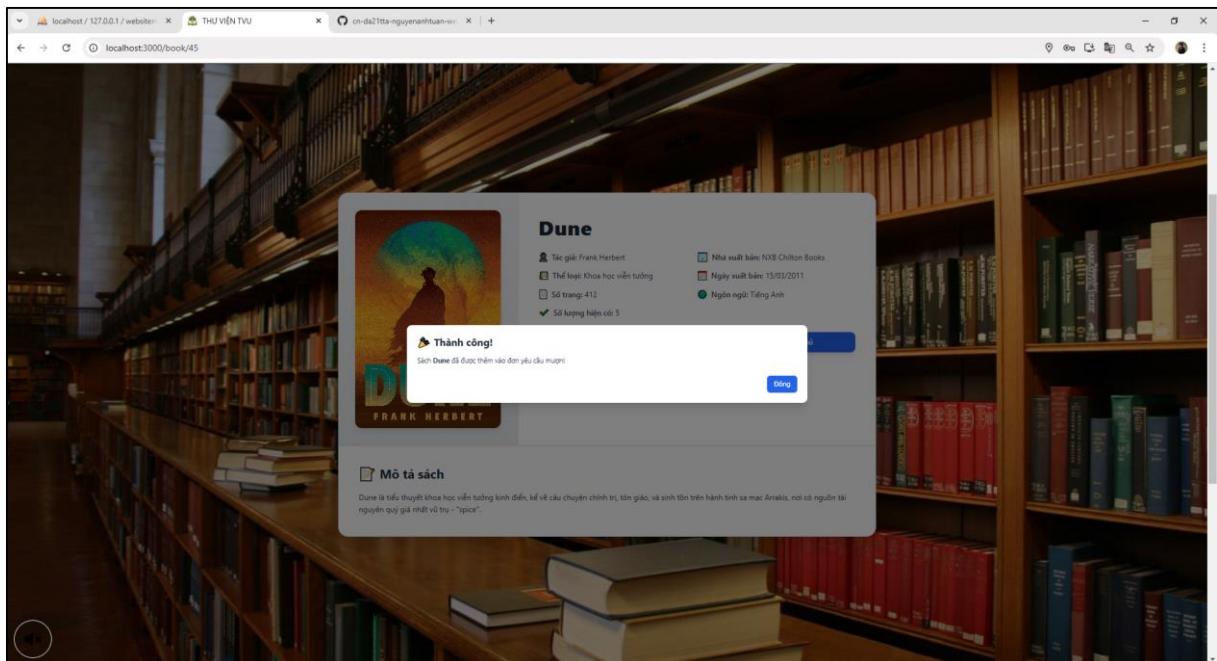 localhost / 127.0.0.1 / website
THƯ VIỆN TVU
cn-da21tta-nguyenanhtuan-w
localhost:3000/book/45
Dune
Tác giả: Frank Herbert
Nhà xuất bản: NXB Chilton Books
Thể loại: Khoa học viễn tưởng
Ngày xuất bản: 15/03/2011
Số trang: 412
Ngôn ngữ: Tiếng Anh
Số lượng hiện có: 5
Thành công!
Sách Dune đã được thêm vào đơn yêu cầu mượn!
Đóng
FRANK HERBERT
Mô tả sách
Dune là tiểu thuyết khoa học viễn tưởng kinh điển, kể về câu chuyện chính trị, tôn giáo, và sinh tồn trên hành tinh sa mạc Arrakis, nơi có nguồn tài
nguyên quý giá nhất vũ trụ - "spice".